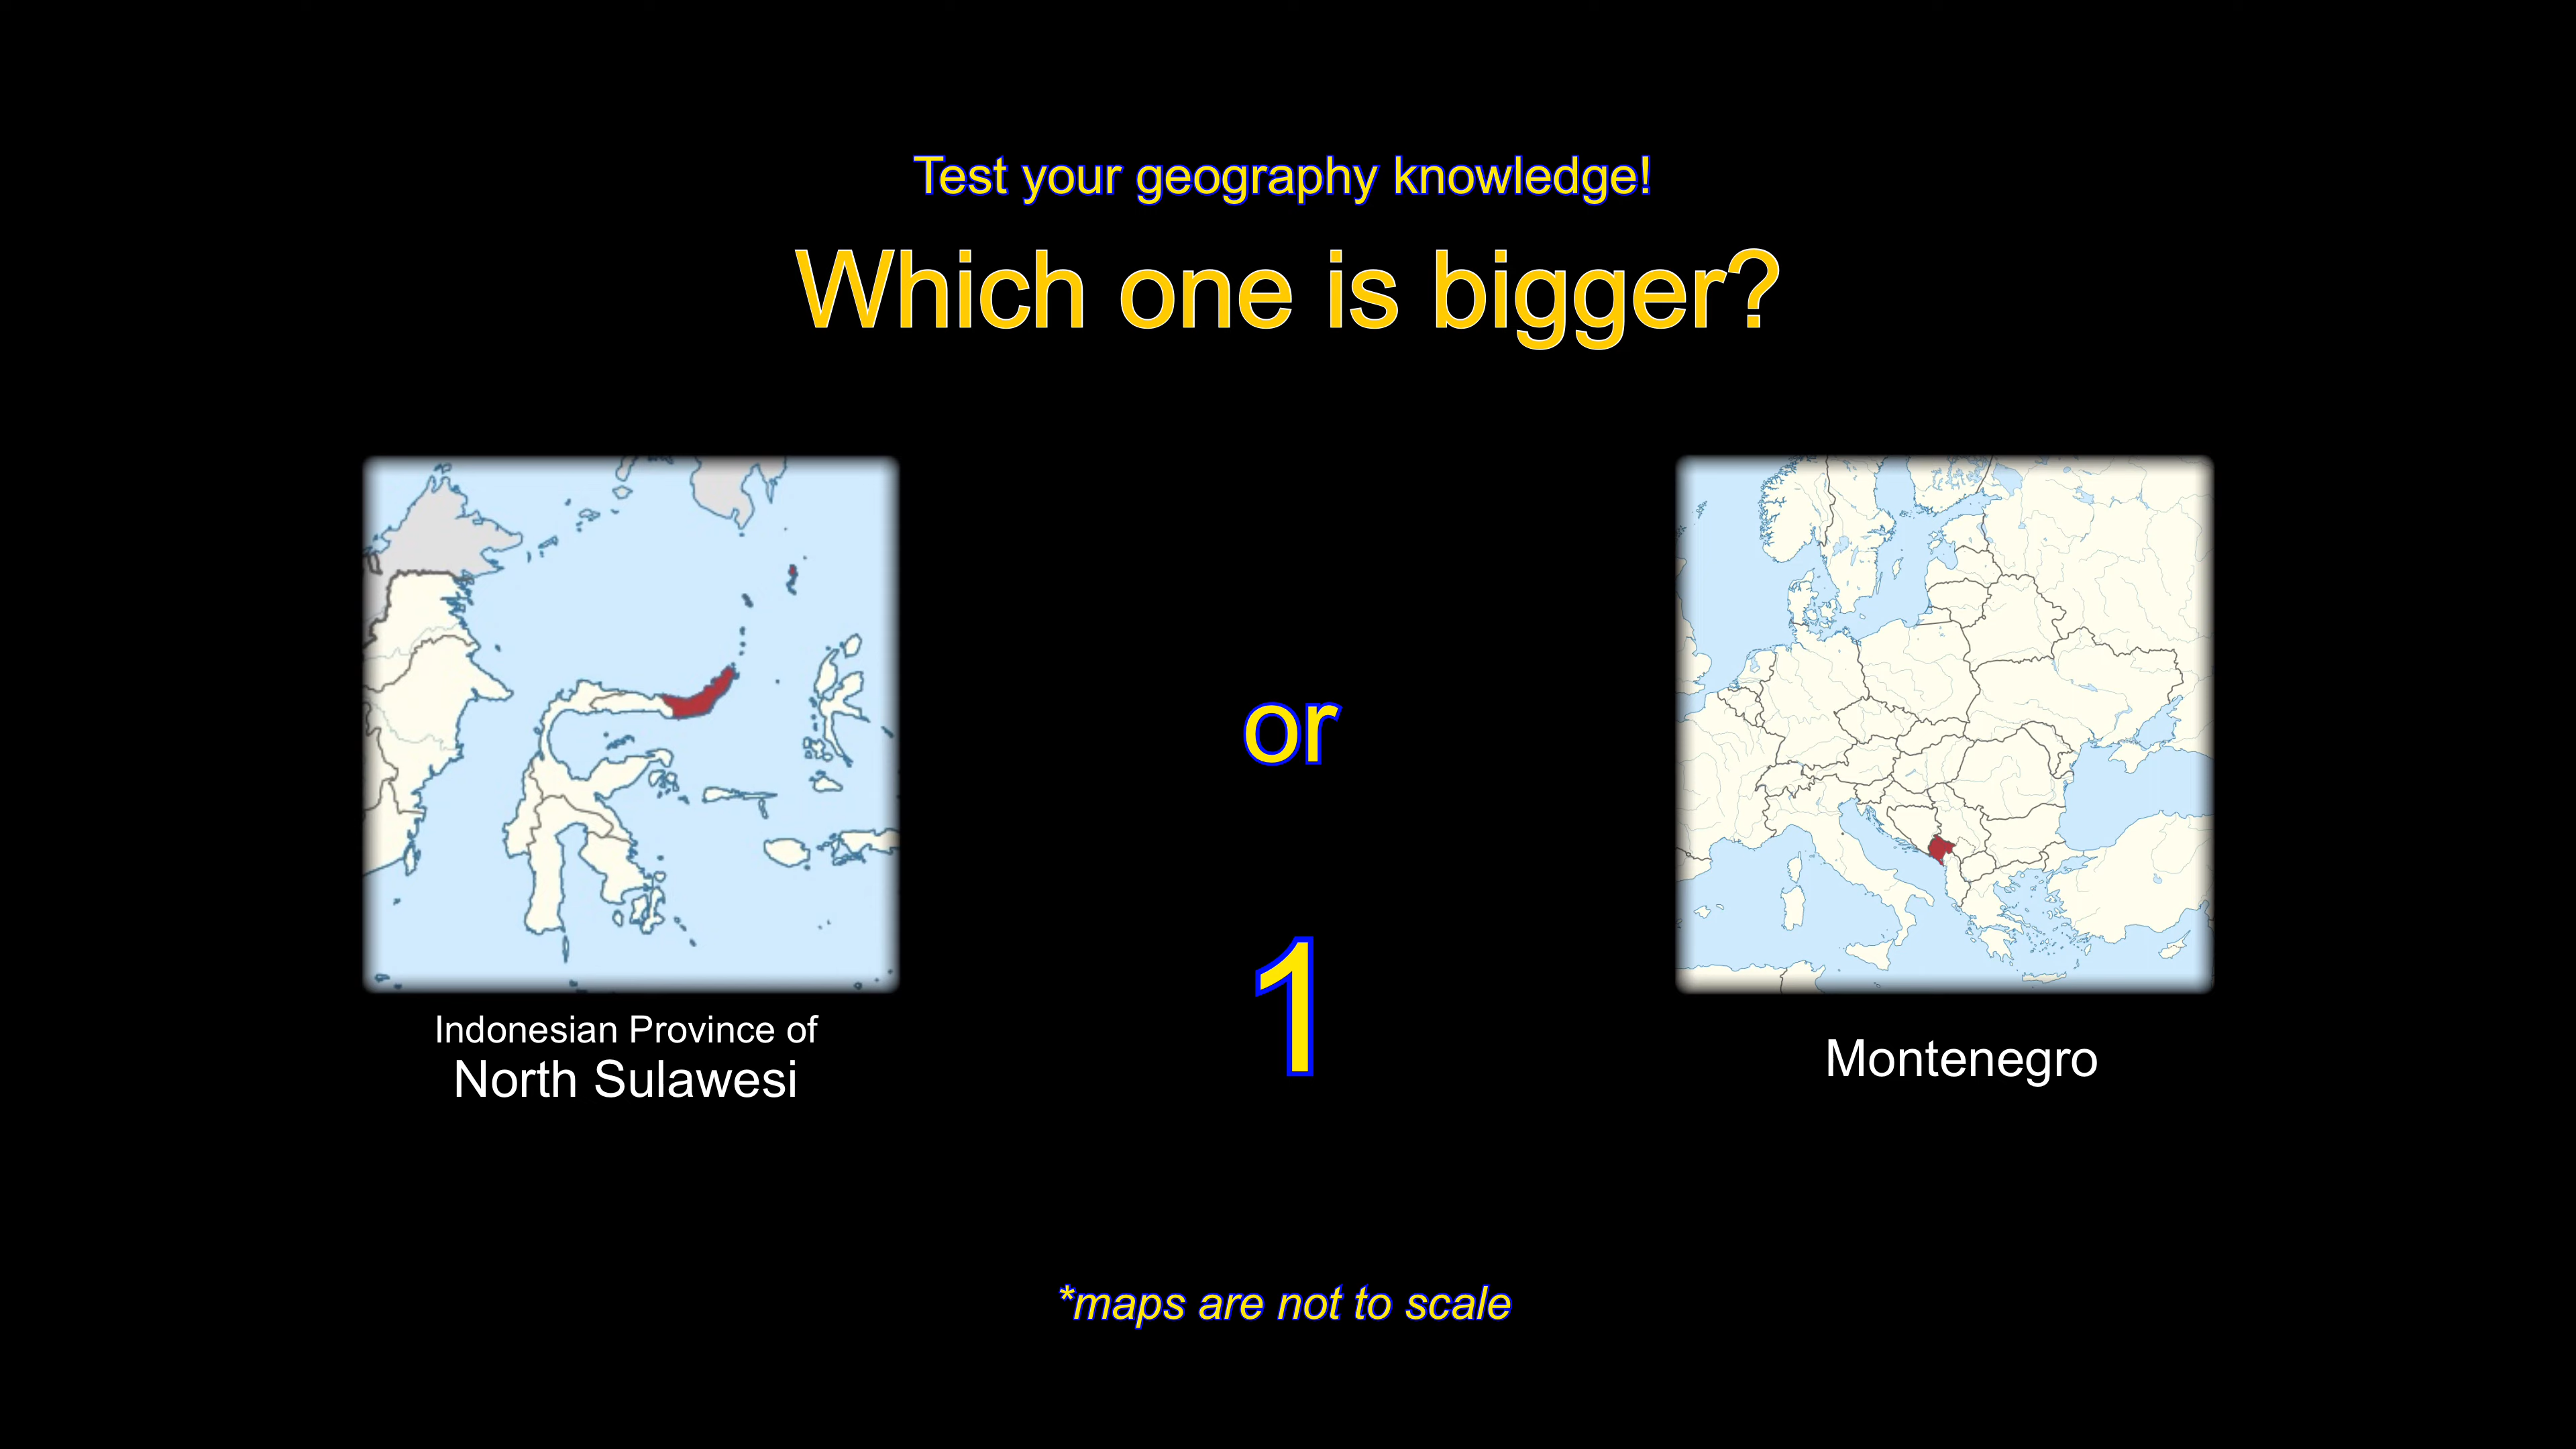 Test your geography knowledge!
Which one is bigger?
or
1
Indonesian Province of
North Sulawesi
Montenegro
*maps are not to scale